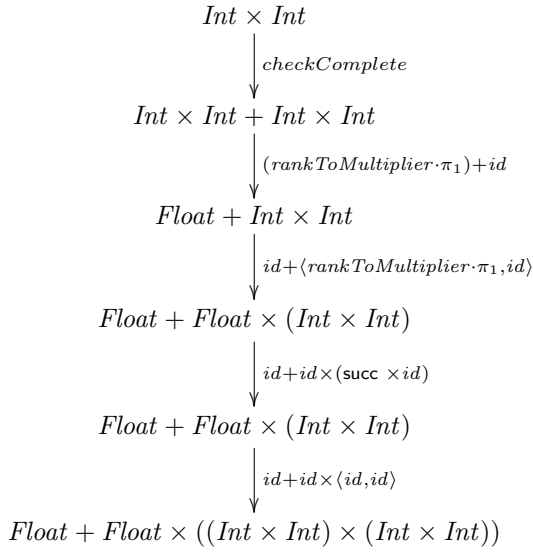 Int × Int
checkComplete
Int × Int + Int × Int
(rankToMultiplier·π₁)+id
Float + Int × Int
id+⟨rankToMultiplier·π₁,id⟩
Float + Float × (Int × Int)
id+id×(succ ×id)
Float + Float × (Int × Int)
id+id×⟨id,id⟩
Float + Float × ((Int × Int) × (Int × Int))